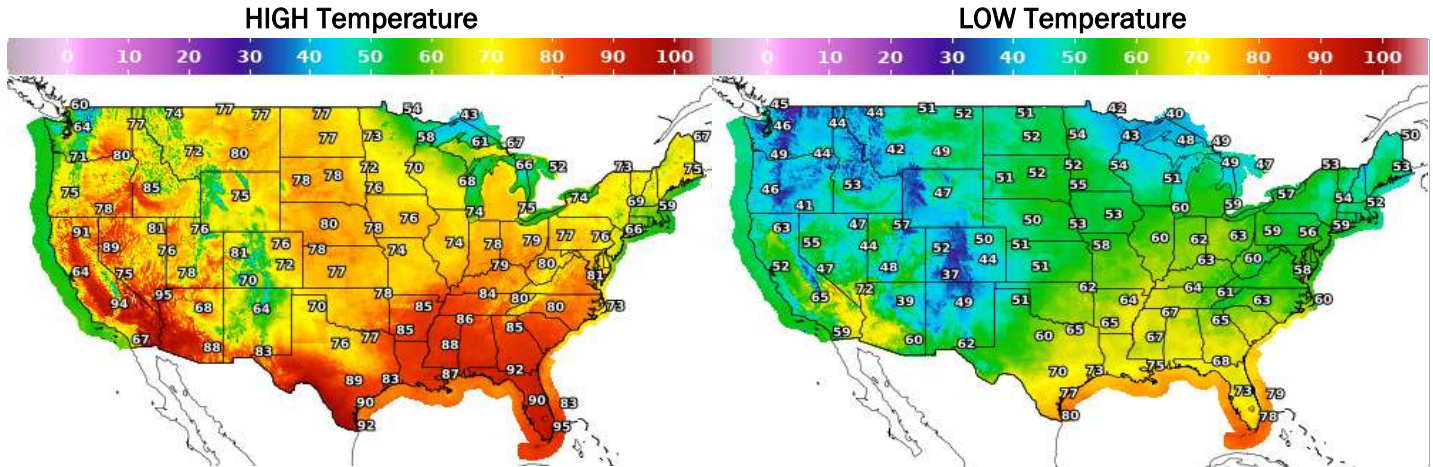 HIGH Temperature
0 10 20 30 40 50 60 70 80 90 100
60 74 77 77 77 54 43
64 77 77 73 58 61 67 67
71 80 72 80 72 70 66 52 73 75
75 85 75 78 78 76 68 75 74 69 59
78 76 74
91 81 80 78 76 66
89 76 81 76 78 74 74 78 79 77 76
64 75 78 70 72 77 79 80 81
94 95 68 64 70 78 85 84 80 80 73
67 88 83 76 77 85 86 85
88
89 83 87 92
90 90 83
92 95
LOW Temperature
0 10 20 30 40 50 60 70 80 90 100
45 44 51 52 51 42 40
46 44 52 54 43 48 49 50
49 44 42 49 52 54 49 47 53 53
46 53 47 51 52 55 51 59 57 54 52
41 60
63 47 57 50 53 53 59
55 44 52 50 51 58 60 62 63 59 56
52 47 48 37 44 51 63 60 58
65 72 39 49 51 62 64 64 61 63 60
59 60 62 60 65 65 67 65
67
70 73 75 68
77 73 79
80 78